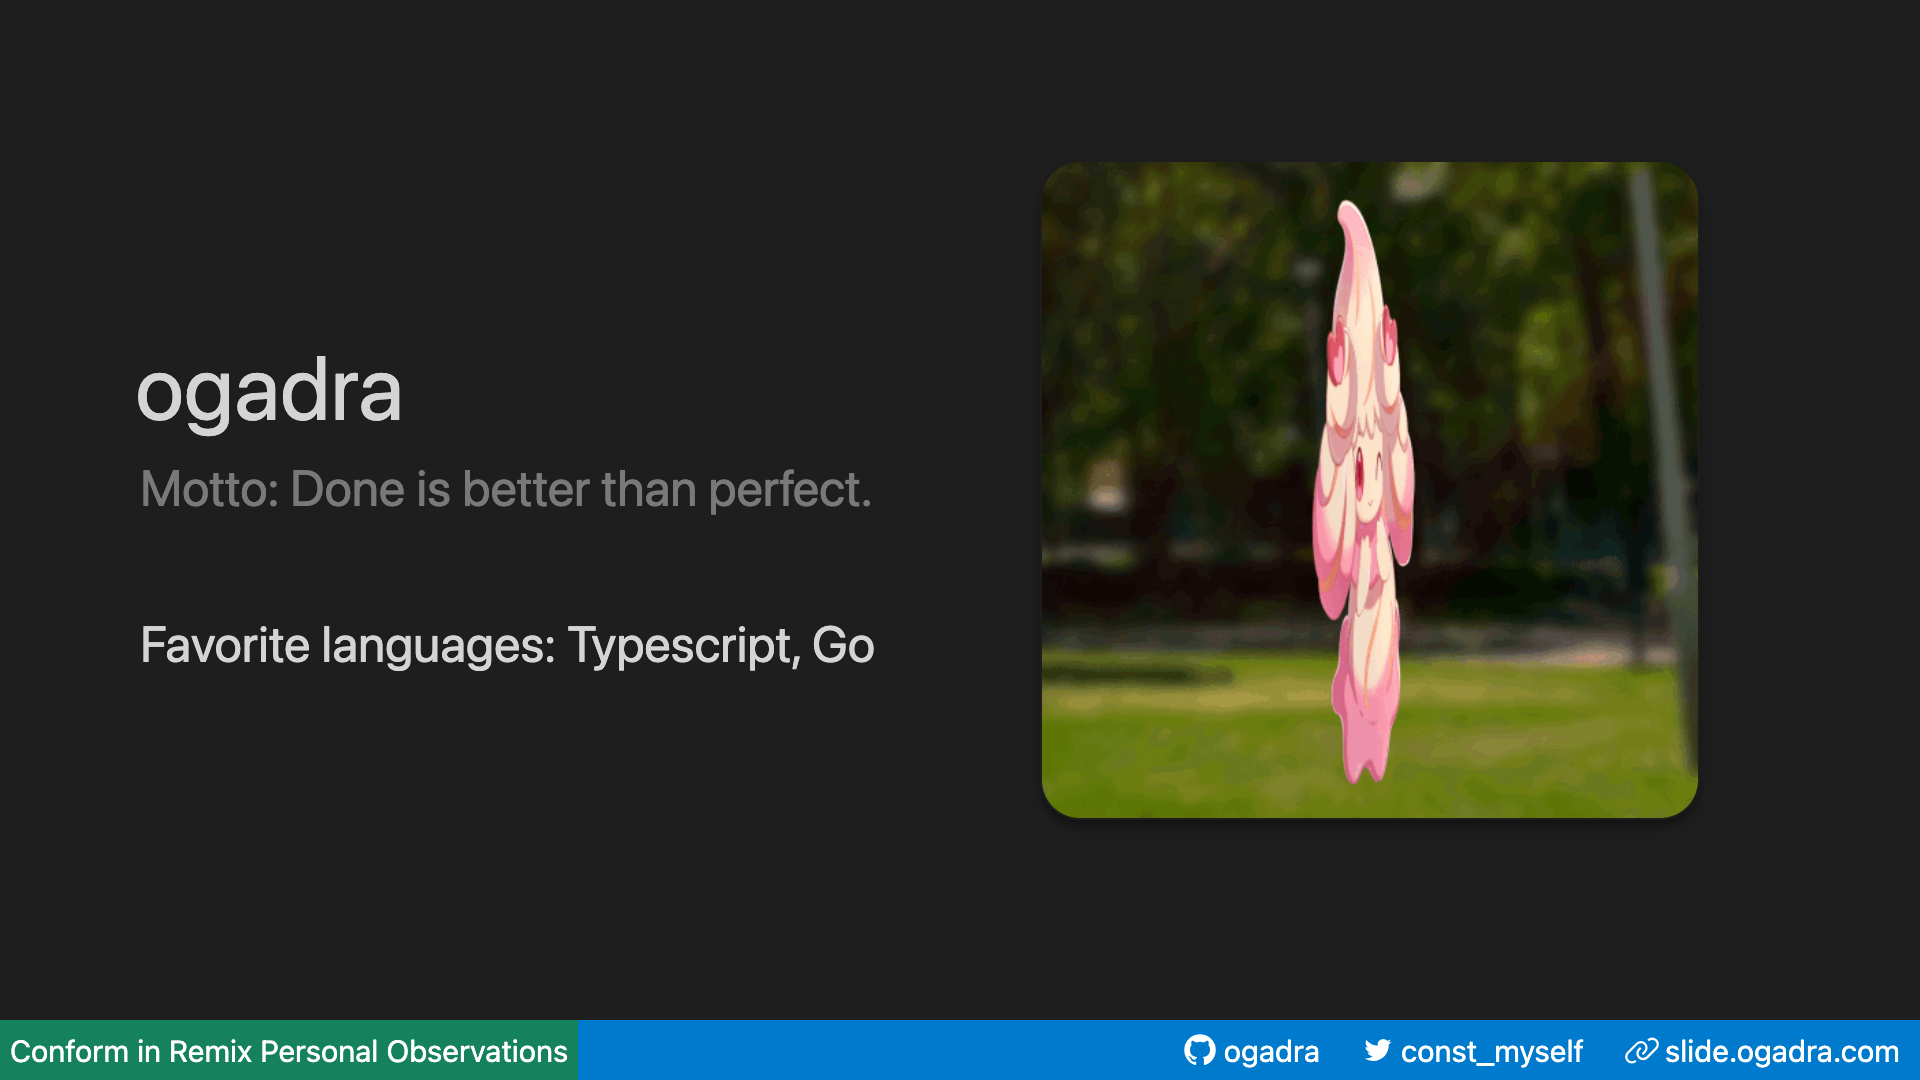 ogadra
Motto: Done is better than perfect.
Favorite languages: Typescript, Go
Conform in Remix Personal Observations
ogadra
const_myself
slide.ogadra.com